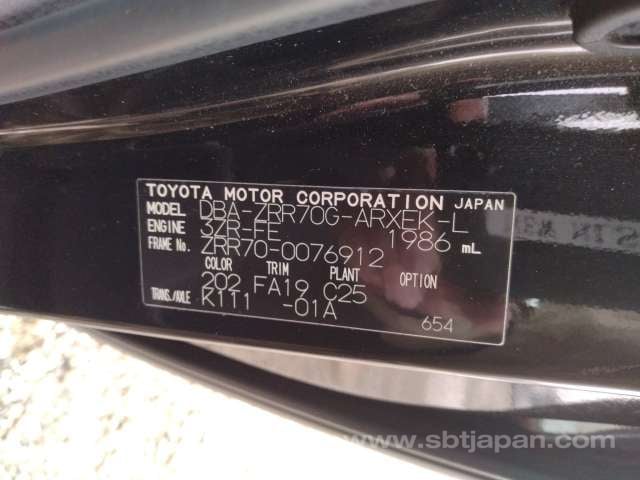 TOYOTA MOTOR CORPORATION JAPAN
MODEL DBA-ZRR70G-ARXEK-L
ENGINE 3ZR-FE 1986 mL
FRAME No. ZRR70-0076912
COLOR TRIM PLANT OPTION
202 FA19 C25
TRANS./AXLE K111 -01A
654
© www.sbtjapan.com